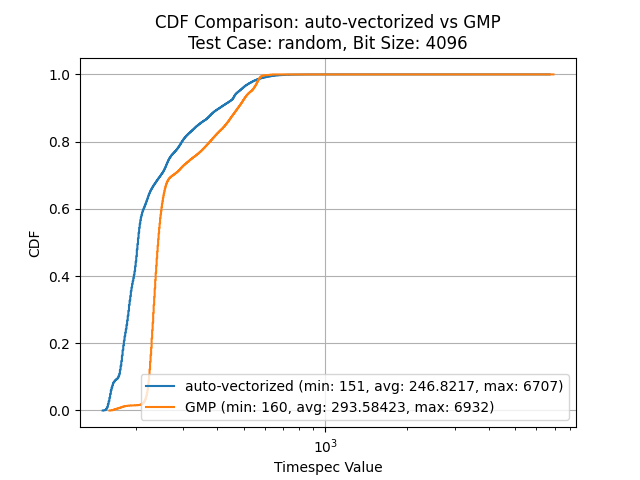 CDF Comparison: auto-vectorized vs GMP
Test Case: random, Bit Size: 4096
1.0
0.8
0.6
0.4
0.2
0.0
CDF
auto-vectorized (min: 151, avg: 246.8217, max: 6707)
GMP (min: 160, avg: 293.58423, max: 6932)
10³
Timespec Value